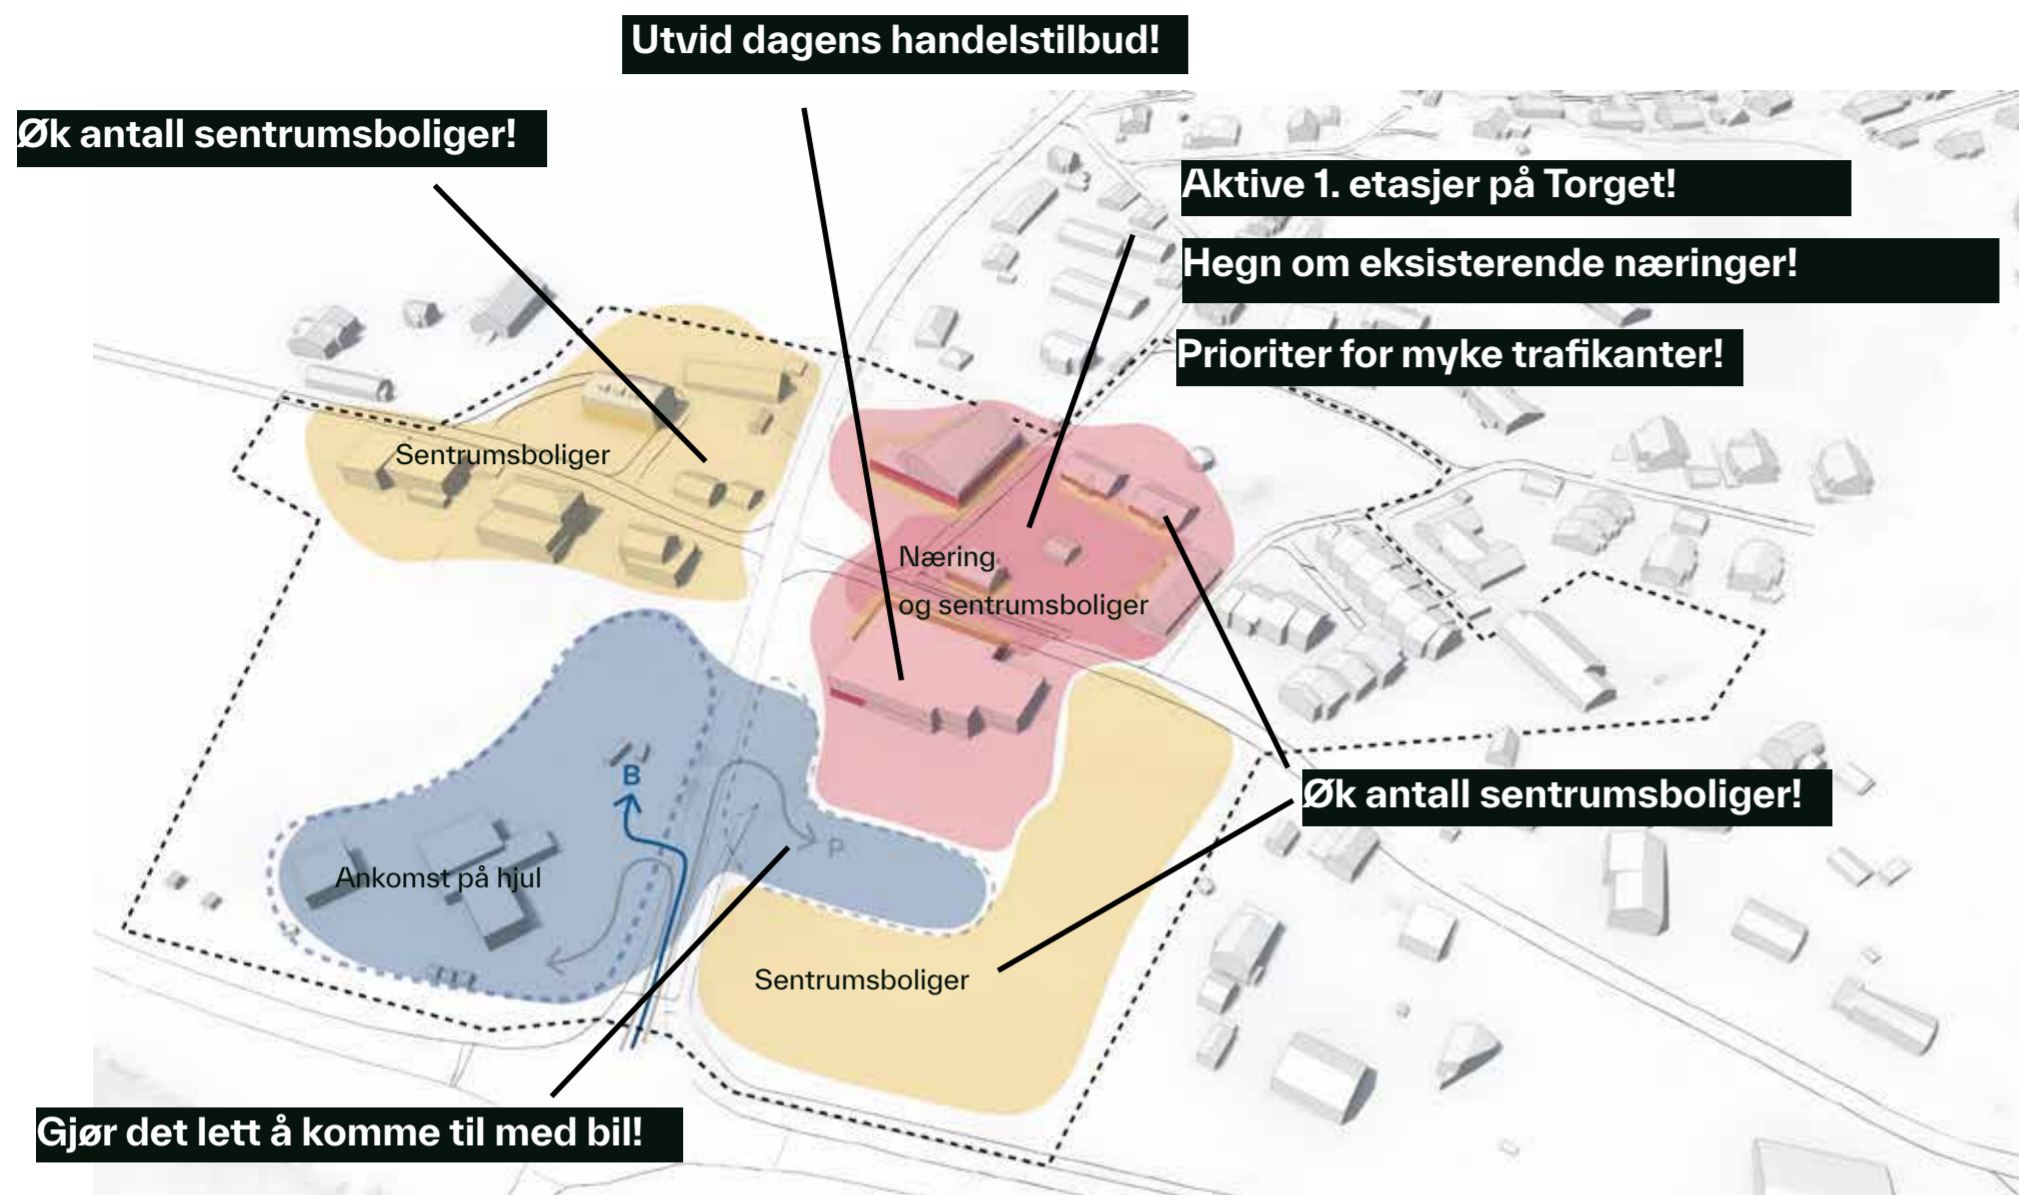 Utvid dagens handelstilbud!
Øk antall sentrumsboliger!
Aktive 1. etasjer på Torget!
Hegn om eksisterende næringer!
Prioriter for myke trafikanter!
Sentrumsboliger
Næring
og sentrumsboliger
B
P
Ankomst på hjul
Øk antall sentrumsboliger!
Sentrumsboliger
Gjør det lett å komme til med bil!